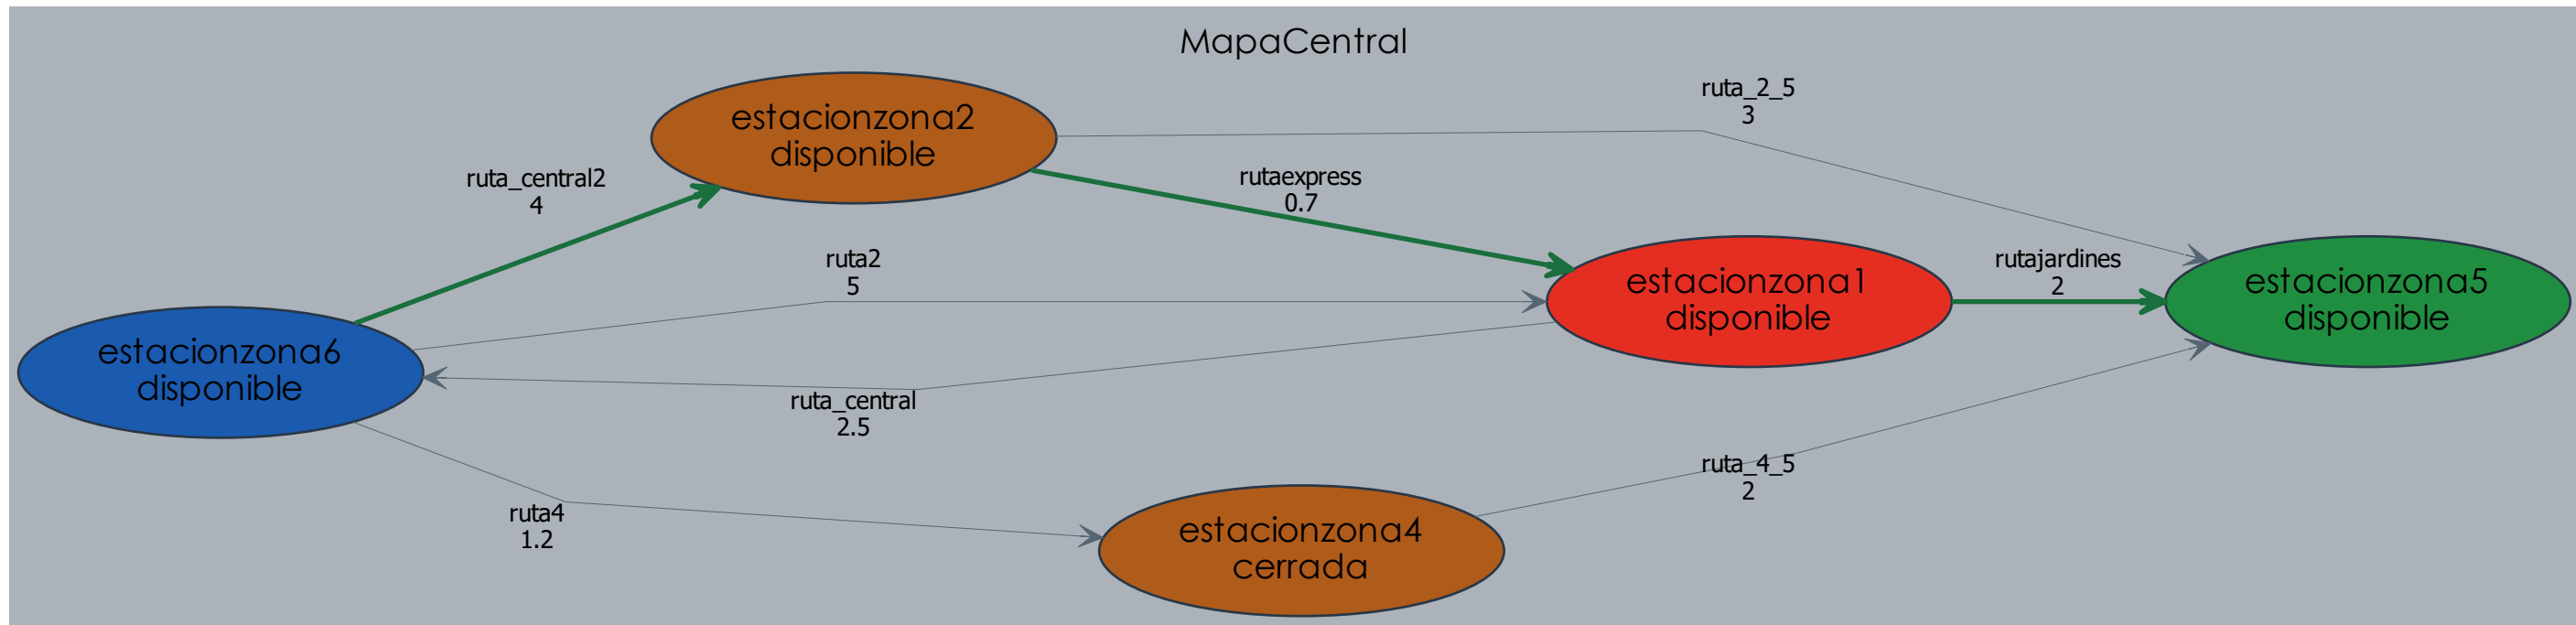 MapaCentral
ruta_2_5
3
estacionzona2
disponible
ruta_central2
4
rutaexpress
0.7
ruta2
5
rutajardines
2
estacionzona1
disponible
estacionzona5
disponible
estacionzona6
disponible
ruta_central
2.5
ruta_4_5
2
ruta4
1.2
estacionzona4
cerrada